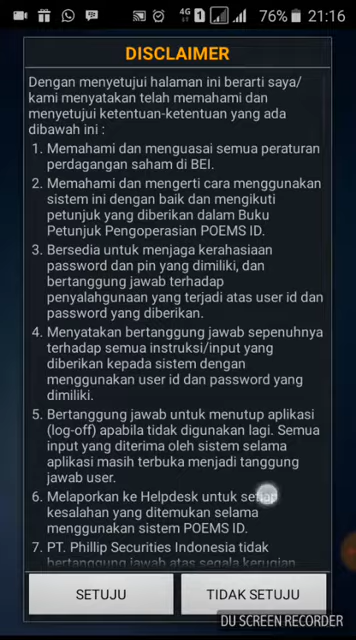 4G 1 76% 21:16
DISCLAIMER
Dengan menyetujui halaman ini berarti saya/
kami menyatakan telah memahami dan
menyetujui ketentuan-ketentuan yang ada
dibawah ini :
1. Memahami dan menguasai semua peraturan
perdagangan saham di BEI.
2. Memahami dan mengerti cara menggunakan
sistem ini dengan baik dan mengikuti
petunjuk yang diberikan dalam Buku
Petunjuk Pengoperasian POEMS ID.
3. Bersedia untuk menjaga kerahasiaan
password dan pin yang dimiliki, dan
bertanggung jawab terhadap
penyalahgunaan yang terjadi atas user id dan
password yang diberikan.
4. Menyatakan bertanggung jawab sepenuhnya
terhadap semua instruksi/input yang
diberikan kepada sistem dengan
menggunakan user id dan password yang
dimiliki.
5. Bertanggung jawab untuk menutup aplikasi
(log-off) apabila tidak digunakan lagi. Semua
input yang diterima oleh sistem selama
aplikasi masih terbuka menjadi tanggung
jawab user.
6. Melaporkan ke Helpdesk untuk setiap
kesalahan yang ditemukan selama
menggunakan sistem POEMS ID.
7. PT. Phillip Securities Indonesia tidak
bertanggung jawab atas segala kerugian
SETUJU TIDAK SETUJU
DU SCREEN RECORDER